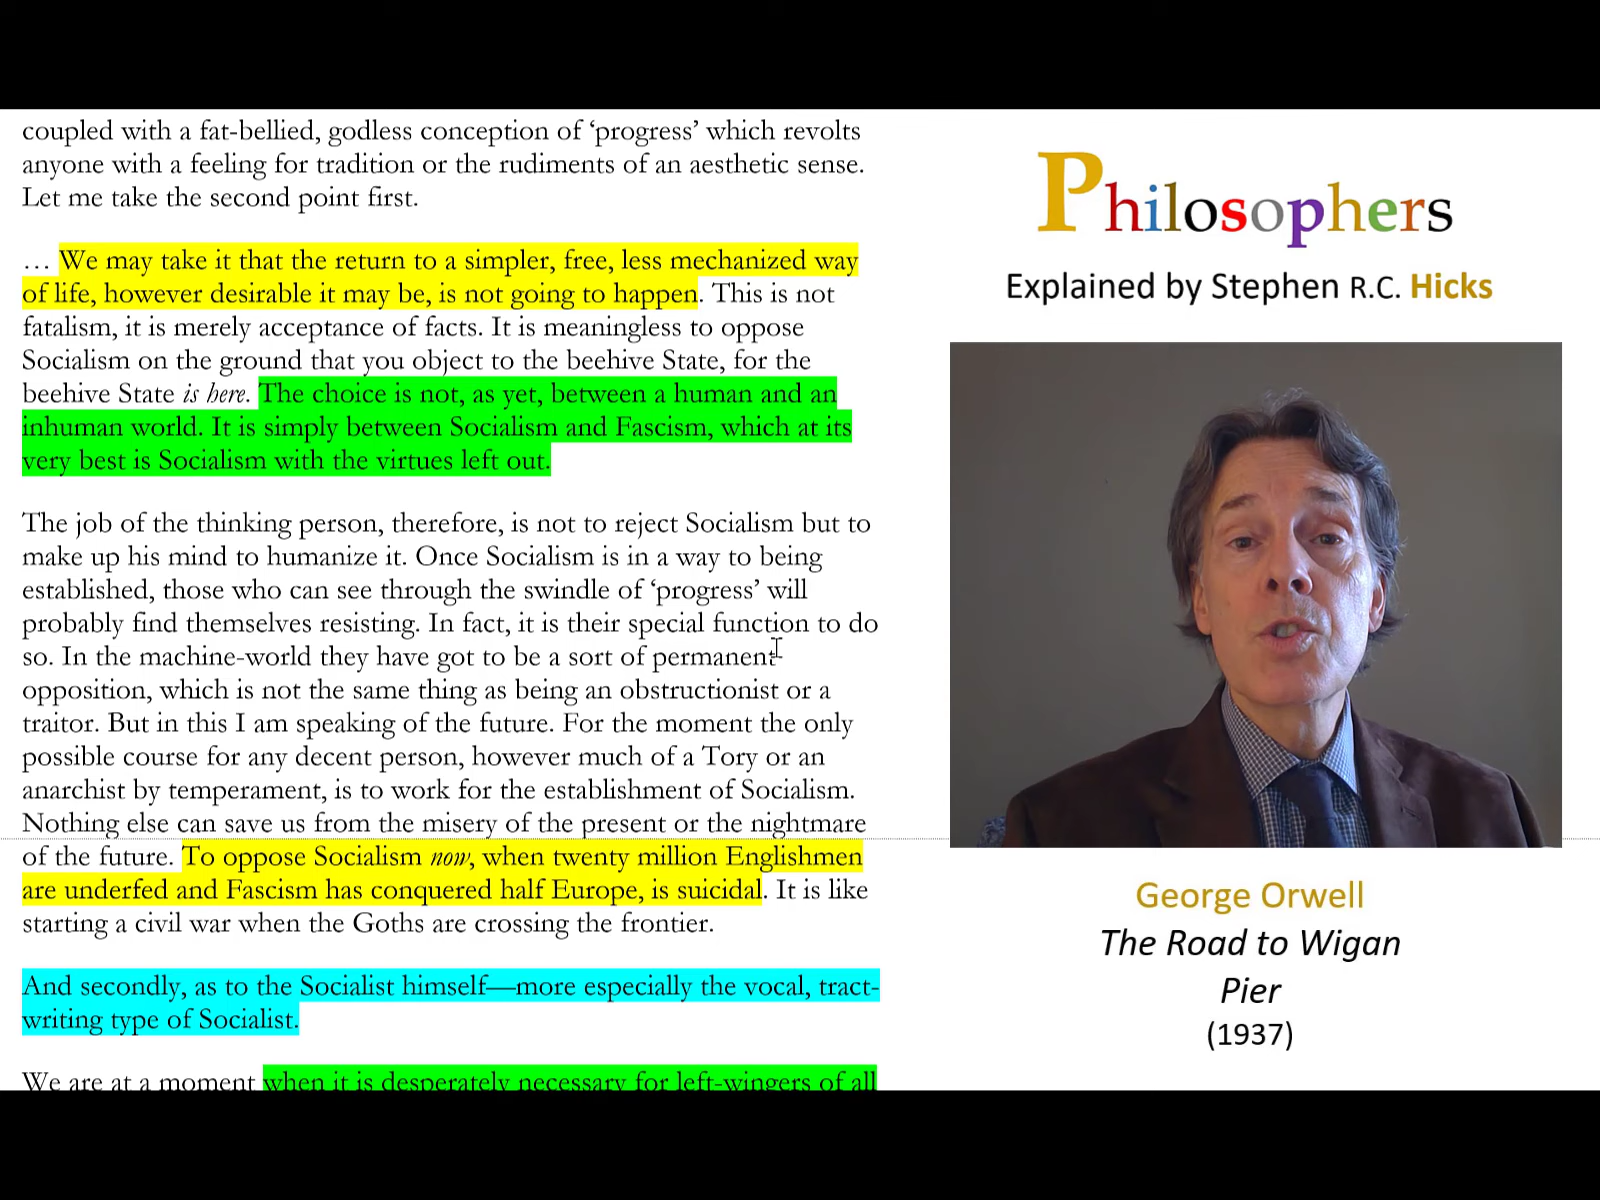 coupled with a fat-bellied, godless conception of ‘progress’ which revolts
anyone with a feeling for tradition or the rudiments of an aesthetic sense.
Let me take the second point first.
… We may take it that the return to a simpler, free, less mechanized way
of life, however desirable it may be, is not going to happen. This is not
fatalism, it is merely acceptance of facts. It is meaningless to oppose
Socialism on the ground that you object to the beehive State, for the
beehive State is here. The choice is not, as yet, between a human and an
inhuman world. It is simply between Socialism and Fascism, which at its
very best is Socialism with the virtues left out.
The job of the thinking person, therefore, is not to reject Socialism but to
make up his mind to humanize it. Once Socialism is in a way to being
established, those who can see through the swindle of ‘progress’ will
probably find themselves resisting. In fact, it is their special function to do
so. In the machine-world they have got to be a sort of permanent
opposition, which is not the same thing as being an obstructionist or a
traitor. But in this I am speaking of the future. For the moment the only
possible course for any decent person, however much of a Tory or an
anarchist by temperament, is to work for the establishment of Socialism.
Nothing else can save us from the misery of the present or the nightmare
of the future. To oppose Socialism now, when twenty million Englishmen
are underfed and Fascism has conquered half Europe, is suicidal. It is like
starting a civil war when the Goths are crossing the frontier.
And secondly, as to the Socialist himself—more especially the vocal, tract-
writing type of Socialist.
We are at a moment when it is desperately necessary for left-wingers of all
Philosophers
Explained by Stephen R.C. Hicks
George Orwell
The Road to Wigan
Pier
(1937)